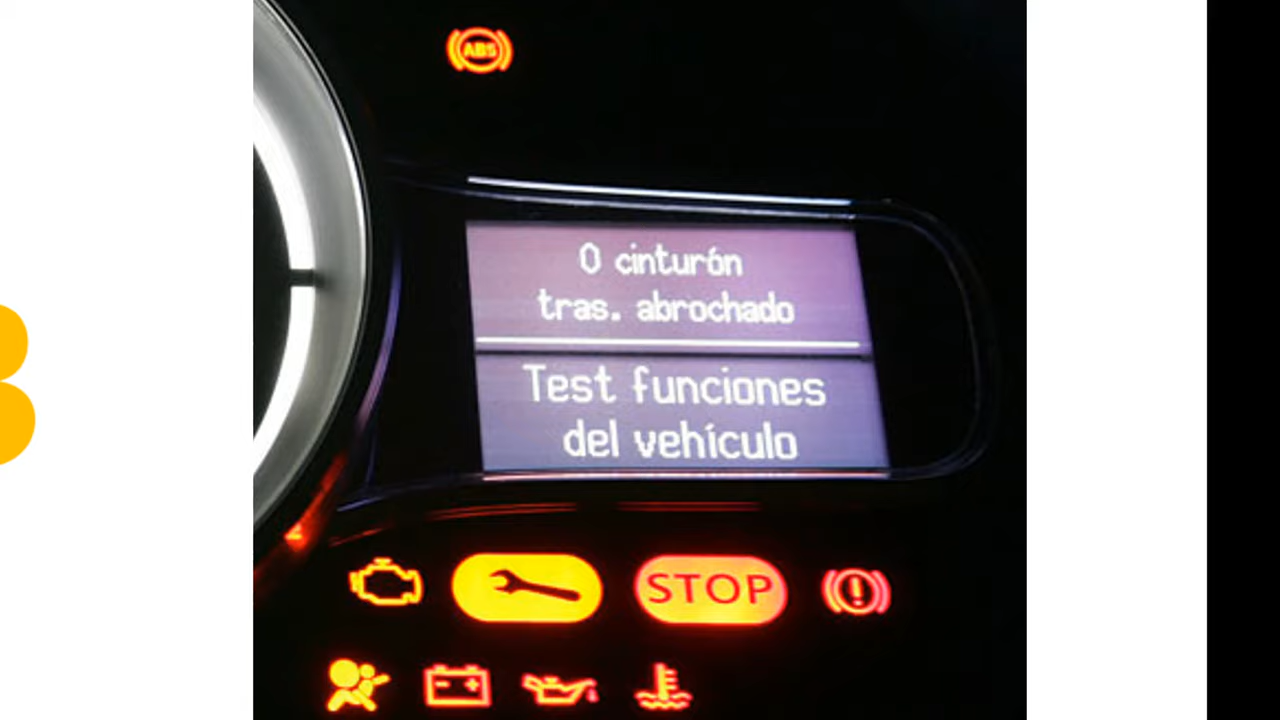 ABS
0 cinturón
tras. abrochado
Test funciones
del vehículo
STOP